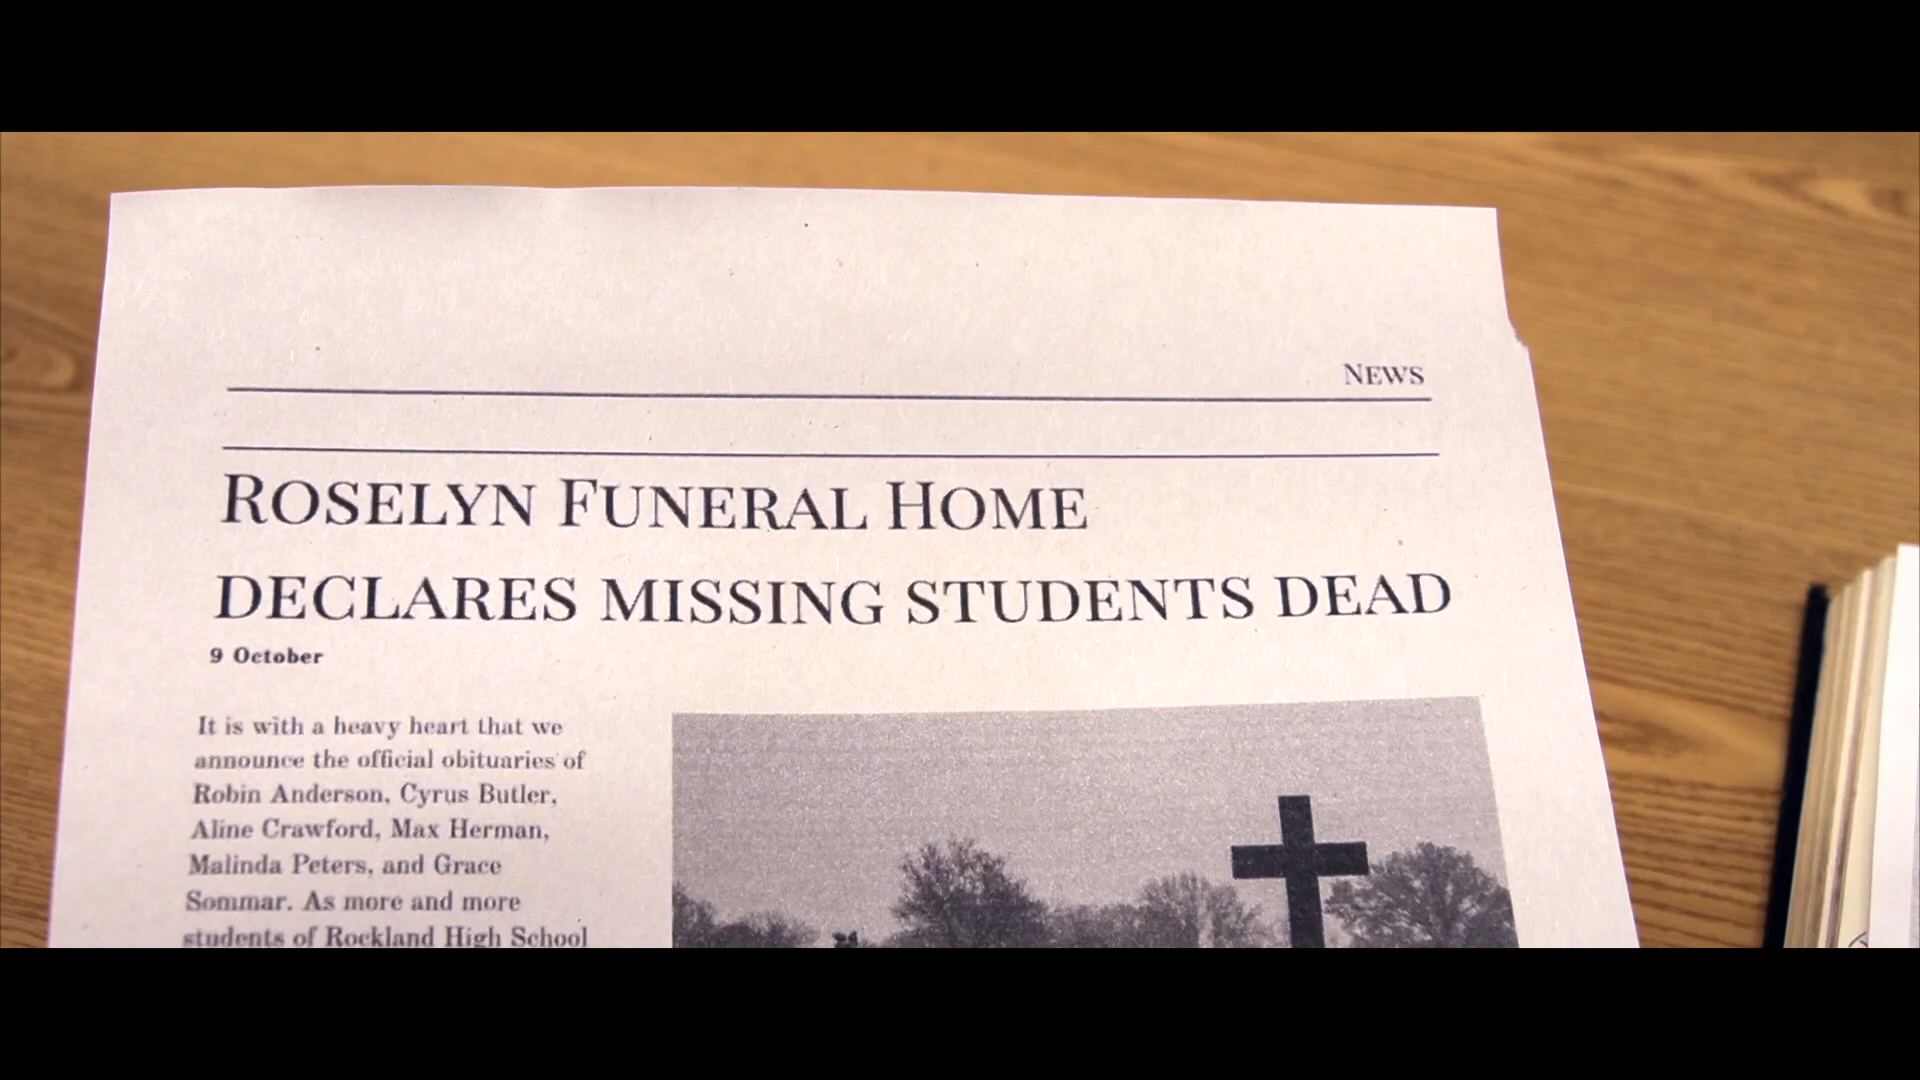 News
Roselyn Funeral Home
declares missing students dead
9 October
It is with a heavy heart that we
announce the official obituaries of
Robin Anderson, Cyrus Butler,
Aline Crawford, Max Herman,
Malinda Peters, and Grace
Sommar. As more and more
students of Rockland High School